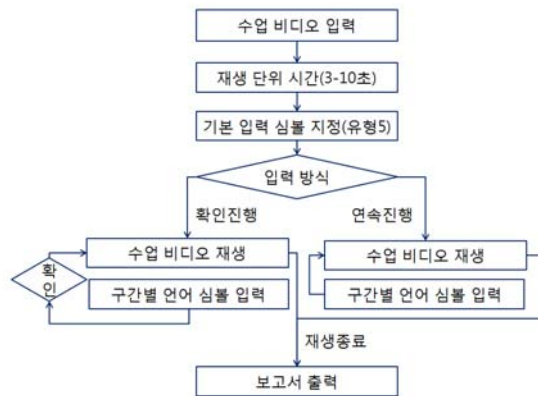 수업 비디오 입력
재생 단위 시간(3-10초)
기본 입력 심볼 지정(유형5)
입력 방식
확인진행
연속진행
수업 비디오 재생
수업 비디오 재생
확
인
구간별 언어 심볼 입력
구간별 언어 심볼 입력
재생종료
보고서 출력